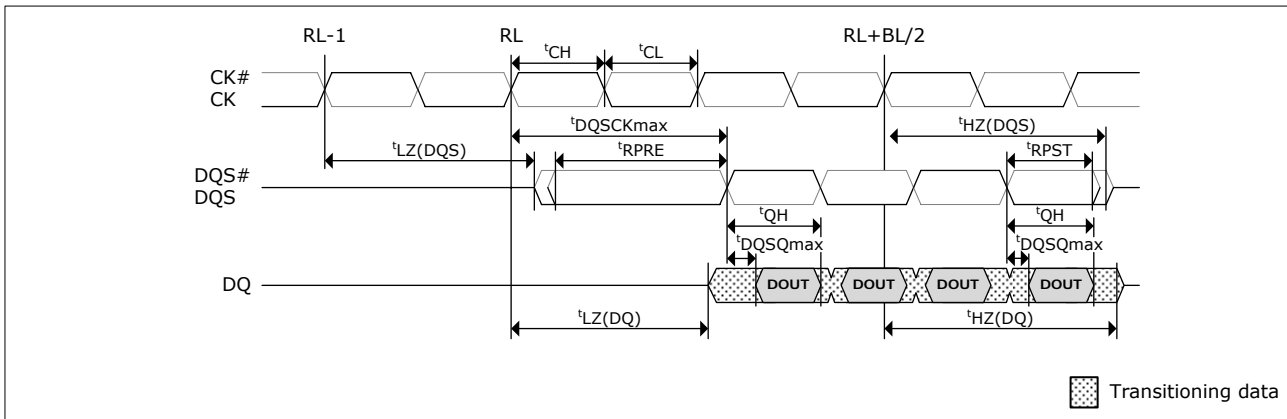 RL-1 RL RL+BL/2
tCH tCL
CK#
CK
tDQSCKmax tHZ(DQS)
tLZ(DQS) tRPRE tRPST
DQS#
DQS
tQH tQH
tDQSQmax tDQSQmax
DQ DOUT DOUT DOUT DOUT
tLZ(DQ) tHZ(DQ)
Transitioning data